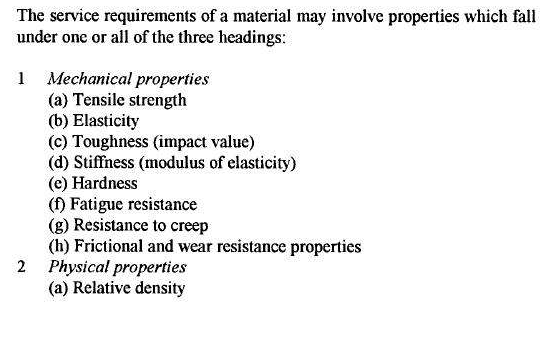 The service requirements of a material may involve properties which fall
under one or all of the three headings:
1 Mechanical properties
(a) Tensile strength
(b) Elasticity
(c) Toughness (impact value)
(d) Stiffness (modulus of elasticity)
(e) Hardness
(f) Fatigue resistance
(g) Resistance to creep
(h) Frictional and wear resistance properties
2 Physical properties
(a) Relative density